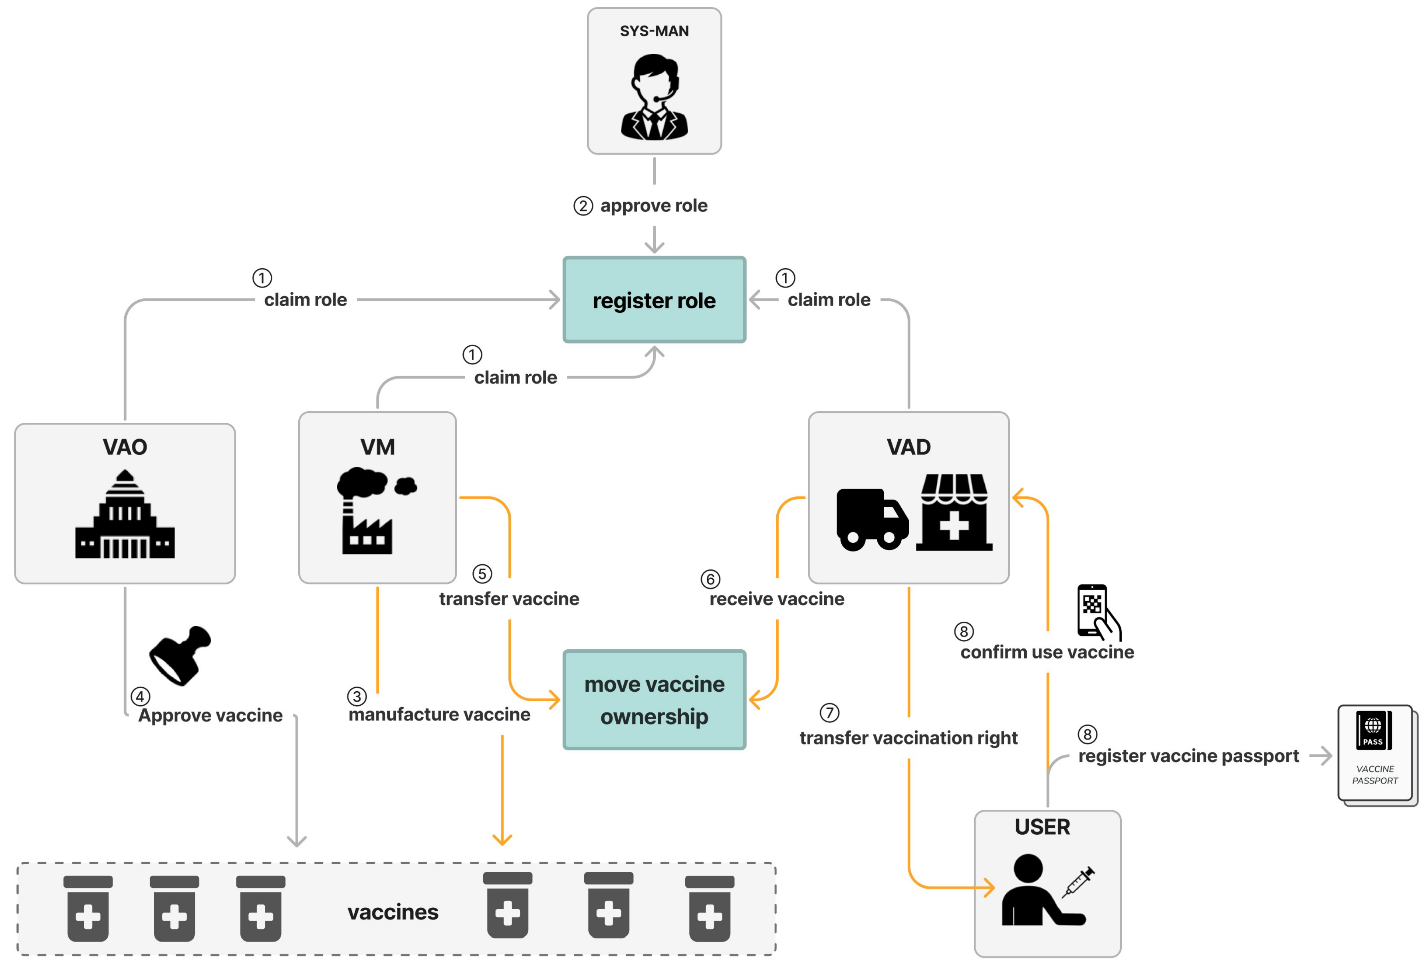 SYS-MAN
② approve role
①
claim role
①
claim role
register role
①
claim role
VAO
VM
VAD
⑤
transfer vaccine
⑥
receive vaccine
⑧
confirm use vaccine
④
Approve vaccine
③
manufacture vaccine
move vaccine
ownership
⑦
transfer vaccination right
⑧
register vaccine passport
PASS
VACCINE
PASSPORT
USER
vaccines